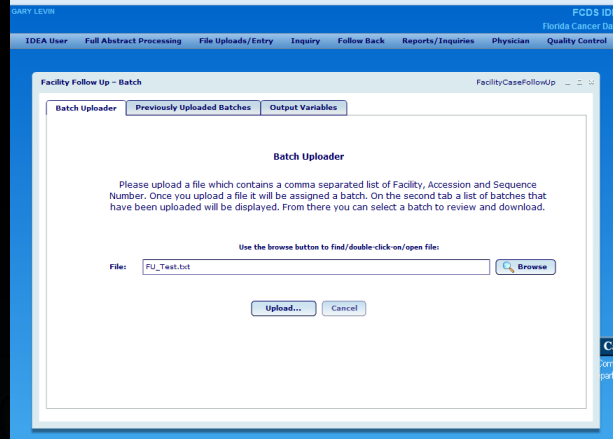 GARY LEVIN
FCDS ID
Florida Cancer Da
IDEA User Full Abstract Processing File Uploads/Entry Inquiry Follow Back Reports/Inquiries Physician Quality Control
Facility Follow Up - Batch
FacilityCaseFollowUp
Batch Uploader Previously Uploaded Batches Output Variables
Batch Uploader
Please upload a file which contains a comma separated list of Facility, Accession and Sequence
Number. Once you upload a file it will be assigned a batch. On the second tab a list of batches that
have been uploaded will be displayed. From there you can select a batch to review and download.
Use the browse button to find/double-click-on/open file:
File: FU_Test.txt Browse
Upload... Cancel